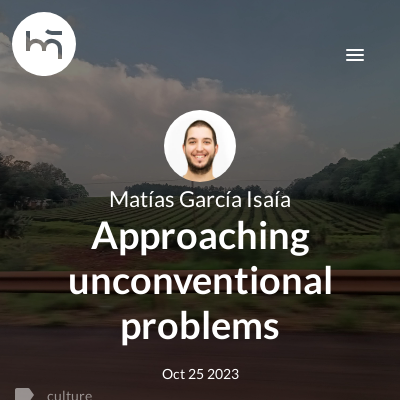 Matías García Isaía
Approaching
unconventional
problems
Oct 25 2023
culture